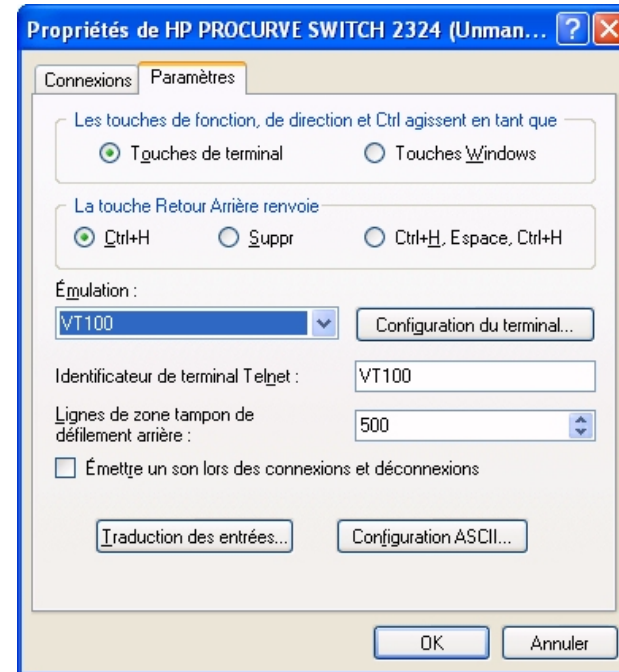 Propriétés de HP PROCURVE SWITCH 2324 (Unman...
Connexions
Paramètres
Les touches de fonction, de direction et Ctrl agissent en tant que
Touches de terminal
Touches Windows
La touche Retour Arrière renvoie
Ctrl+H
Suppr
Ctrl+H, Espace, Ctrl+H
Émulation :
VT100
Configuration du terminal...
Identificateur de terminal Telnet :
VT100
Lignes de zone tampon de
défilement arrière :
500
Émettre un son lors des connexions et déconnexions
Traduction des entrées...
Configuration ASCII...
OK
Annuler